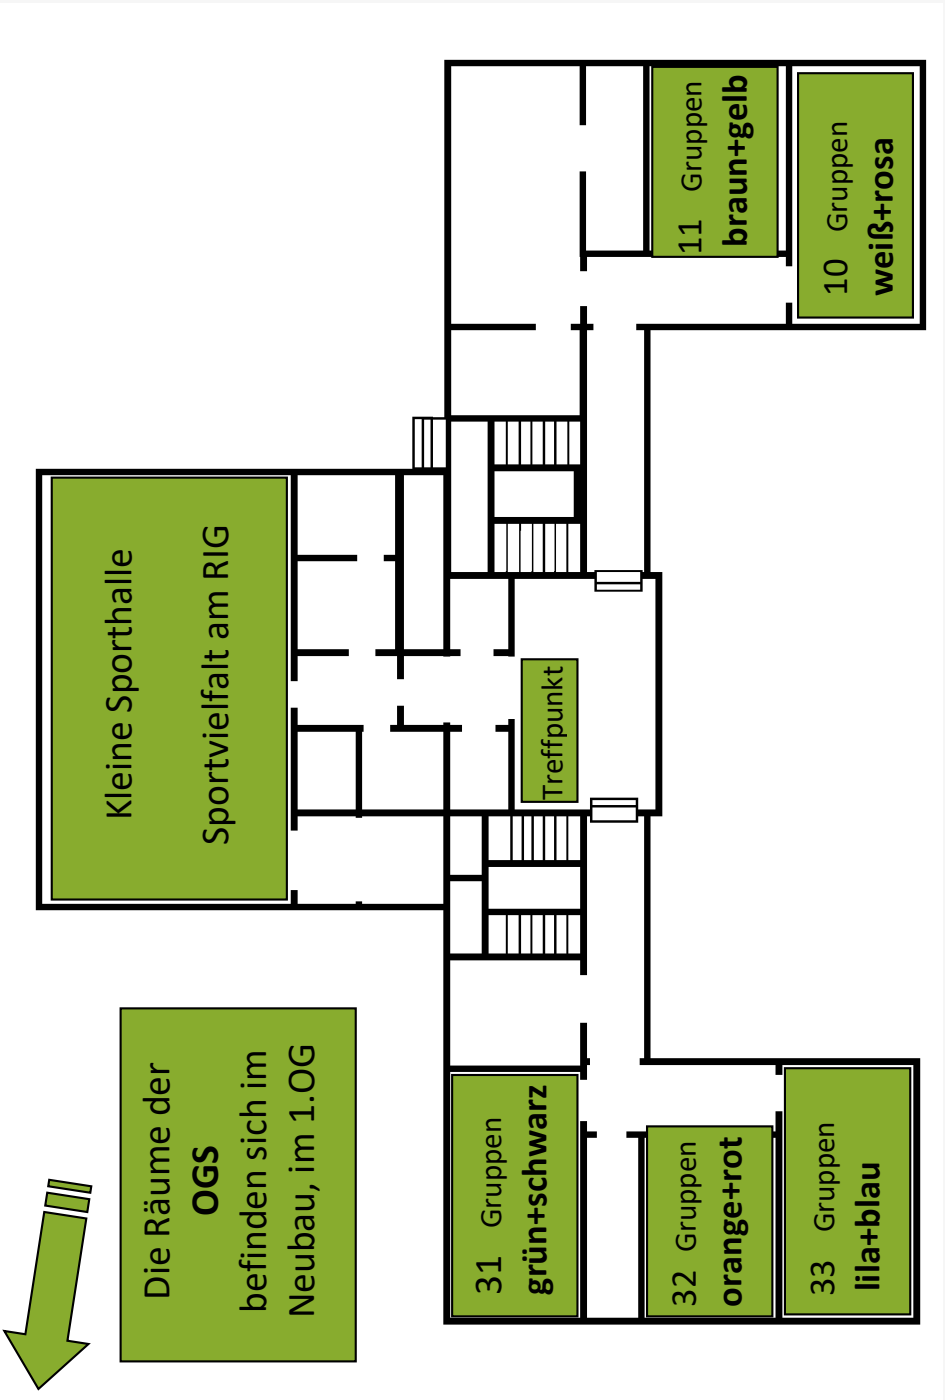 Kleine Sporthalle
Sportvielfalt am RIG
11 Gruppen
braun+gelb
10 Gruppen
weiß+rosa
Treffpunkt
Die Räume der
OGS
befinden sich im
Neubau, im 1.OG
31 Gruppen
grün+schwarz
32 Gruppen
orange+rot
33 Gruppen
lila+blau